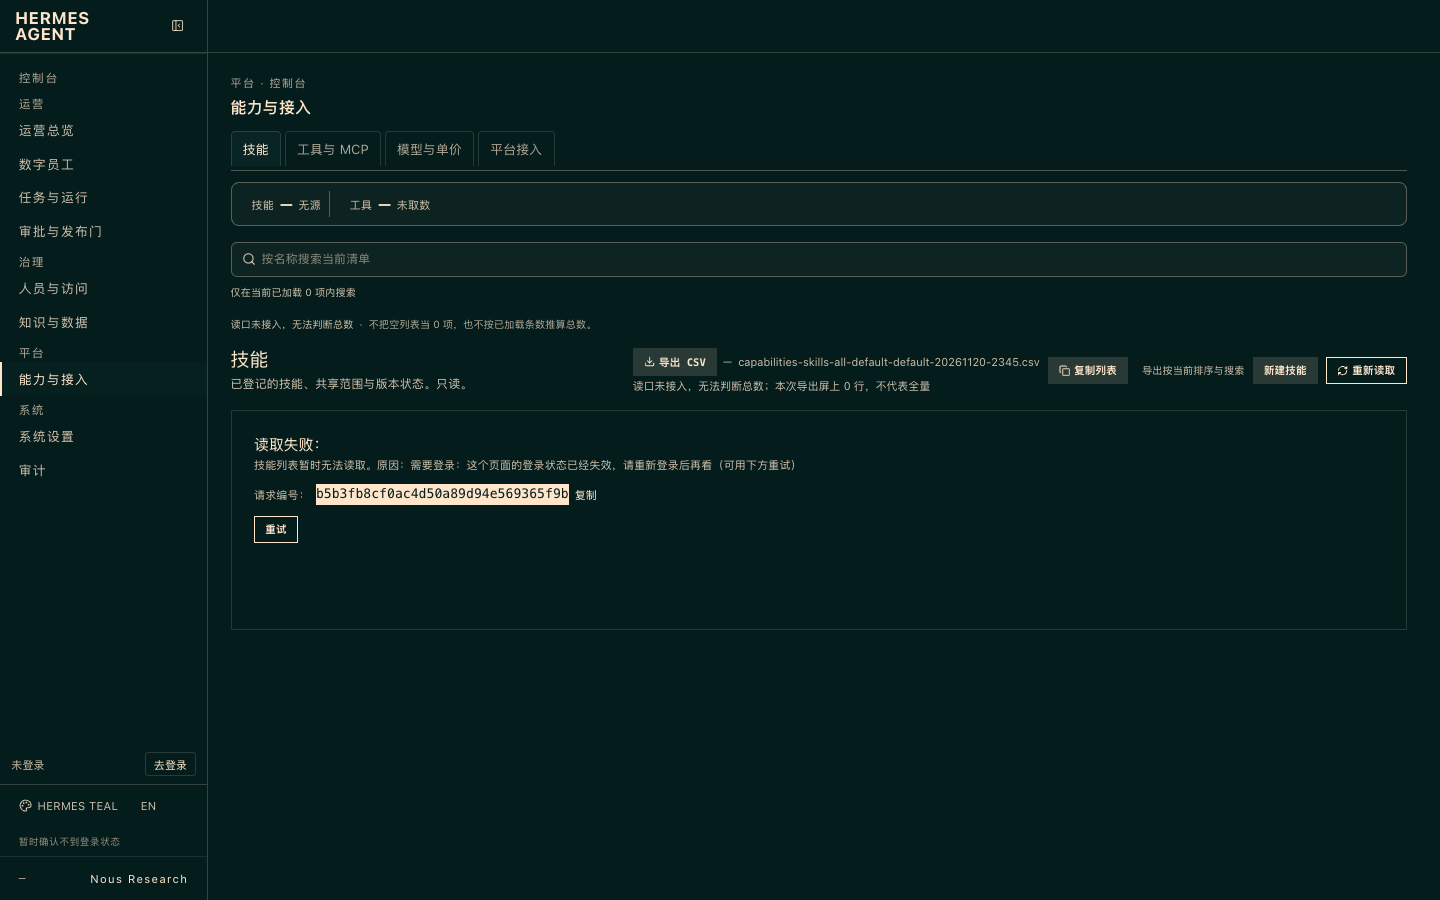 HERMES
AGENT
控制台
运营
运营总览
数字员工
任务与运行
审批与发布门
治理
人员与访问
知识与数据
平台
能力与接入
系统
系统设置
审计
未登录 去登录
HERMES TEAL EN
暂时确认不到登录状态
— Nous Research
平台 · 控制台
能力与接入
技能 工具与 MCP 模型与单价 平台接入
技能 — 无源 工具 — 未取数
按名称搜索当前清单
仅在当前已加载 0 项内搜索
读口未接入，无法判断总数 · 不把空列表当 0 项，也不按已加载条数推算总数。
技能
已登记的技能、共享范围与版本状态。只读。
导出 CSV — capabilities-skills-all-default-default-20261120-2345.csv
读口未接入，无法判断总数；本次导出屏上 0 行，不代表全量
复制列表 导出按当前排序与搜索 新建技能 重新读取
读取失败：
技能列表暂时无法读取。原因：需要登录：这个页面的登录状态已经失效，请重新登录后再看（可用下方重试）
请求编号： b5b3fb8cf0ac4d50a89d94e569365f9b 复制
重试